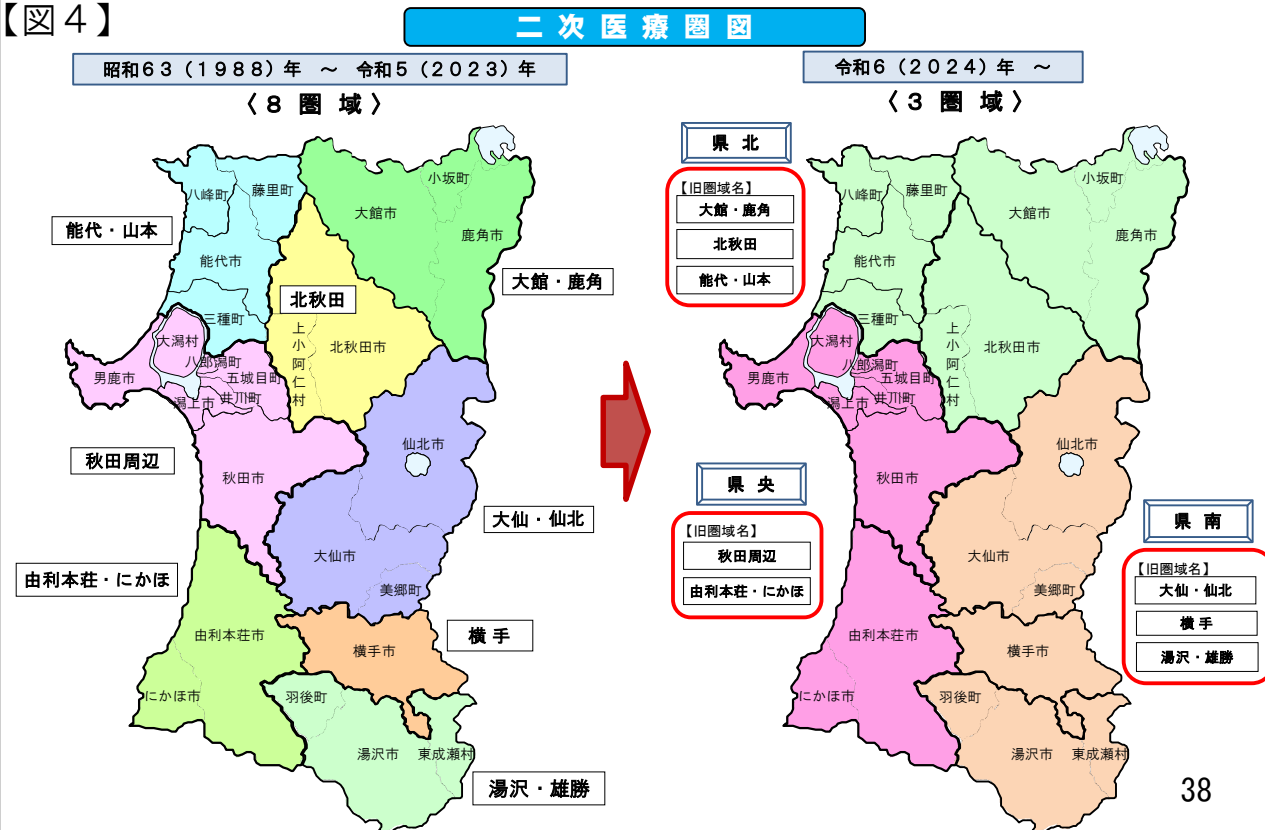 【図４】
二次医療圏図
昭和６３（１９８８）年　～　令和５（２０２３）年
〈８圏域〉
八峰町
藤里町
小坂町
大館市
鹿角市
能代・山本
能代市
大館・鹿角
北秋田
三種町
上小阿仁村
北秋田市
大潟村
八郎潟町
男鹿市
五城目町
潟上市
井川町
仙北市
秋田周辺
秋田市
大仙・仙北
大仙市
美郷町
由利本荘・にかほ
由利本荘市
横手
横手市
にかほ市
羽後町
湯沢市
東成瀬村
湯沢・雄勝
令和６（２０２４）年　～
〈３圏域〉
県北
【旧圏域名】
大館・鹿角
北秋田
能代・山本
八峰町
藤里町
小坂町
大館市
鹿角市
能代市
三種町
上小阿仁村
北秋田市
大潟村
八郎潟町
男鹿市
五城目町
潟上市
井川町
仙北市
県央
【旧圏域名】
秋田周辺
由利本荘・にかほ
秋田市
県南
【旧圏域名】
大仙・仙北
横手
湯沢・雄勝
大仙市
美郷町
由利本荘市
横手市
にかほ市
羽後町
湯沢市
東成瀬村
38